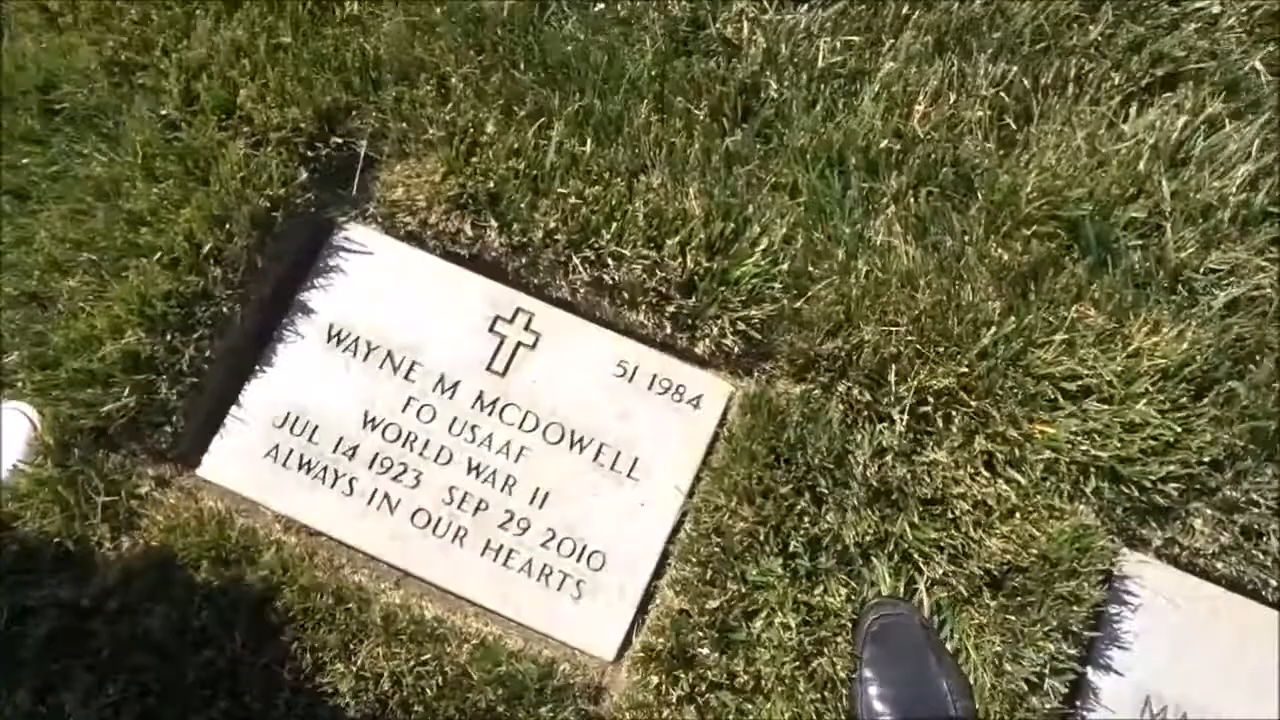 51 1984
WAYNE M MCDOWELL
FO USAAF
WORLD WAR II
JUL 14 1923 SEP 29 2010
ALWAYS IN OUR HEARTS